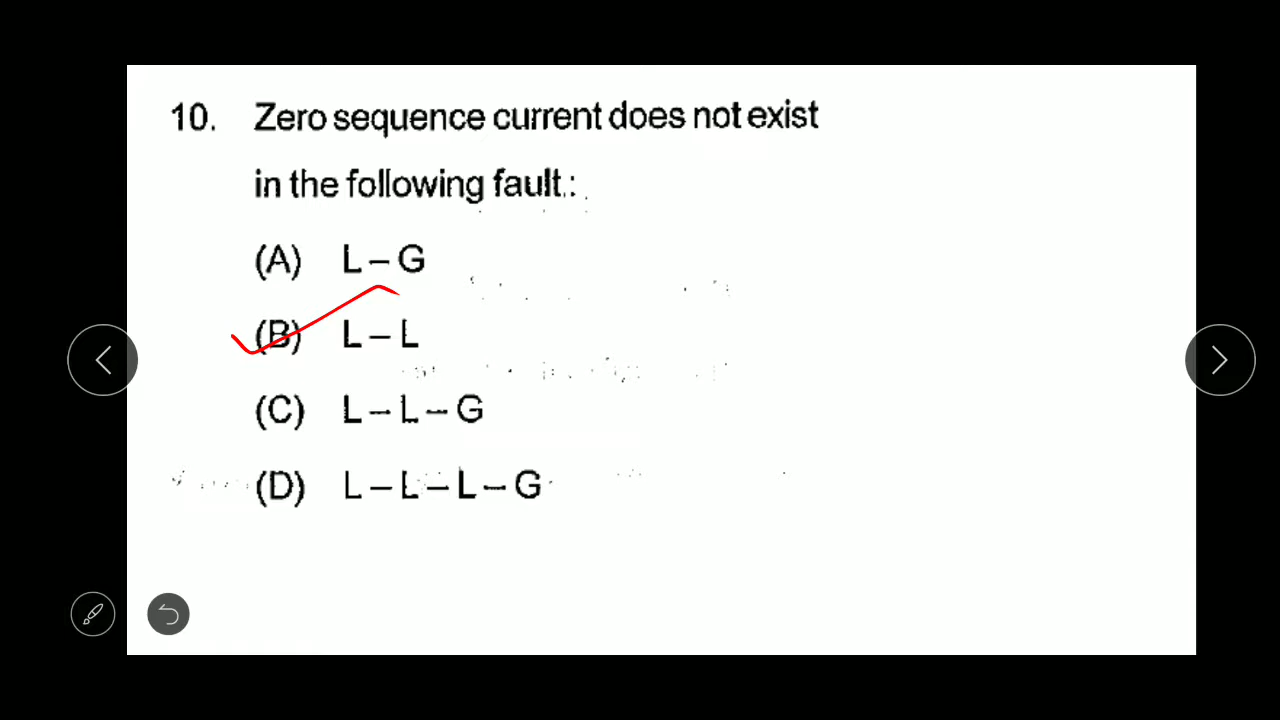 10. Zero sequence current does not exist
in the following fault :
(A) L – G
(B) L – L
(C) L – L – G
(D) L – L – L – G